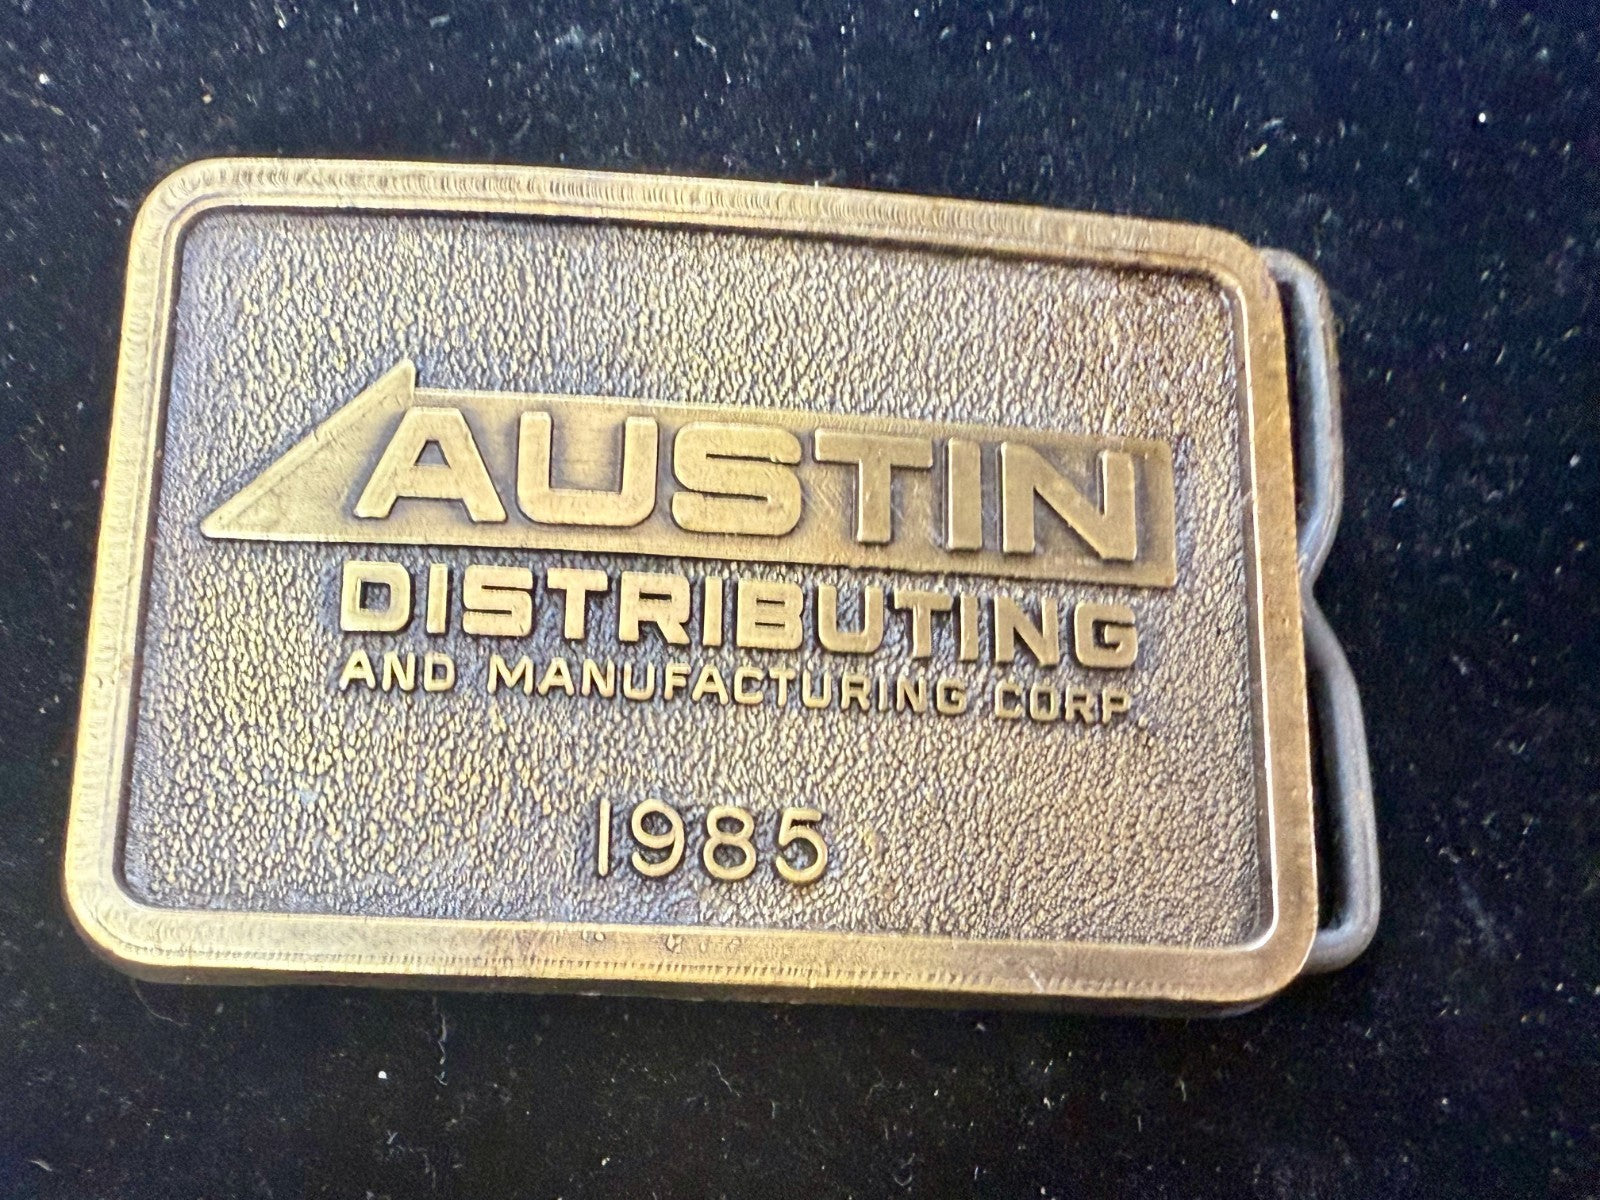 AUSTIN
DISTRIBUTING
AND MANUFACTURING CORP
1985